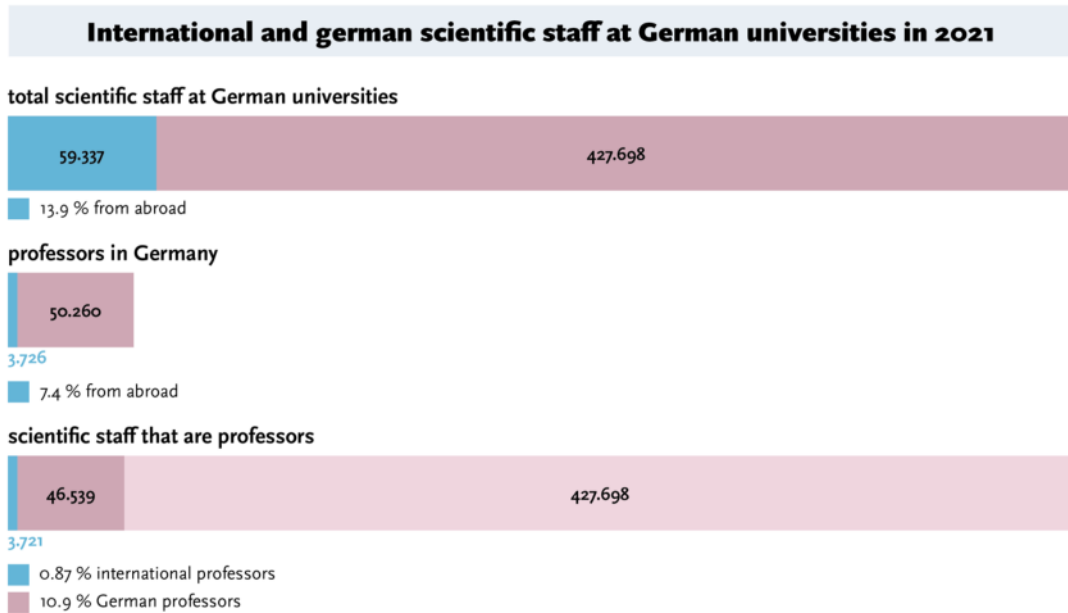 International and german scientific staff at German universities in 2021
total scientific staff at German universities
59.337 427.698
13.9 % from abroad
professors in Germany
50.260
3.726
7.4 % from abroad
scientific staff that are professors
46.539 427.698
3.721
0.87 % international professors
10.9 % German professors